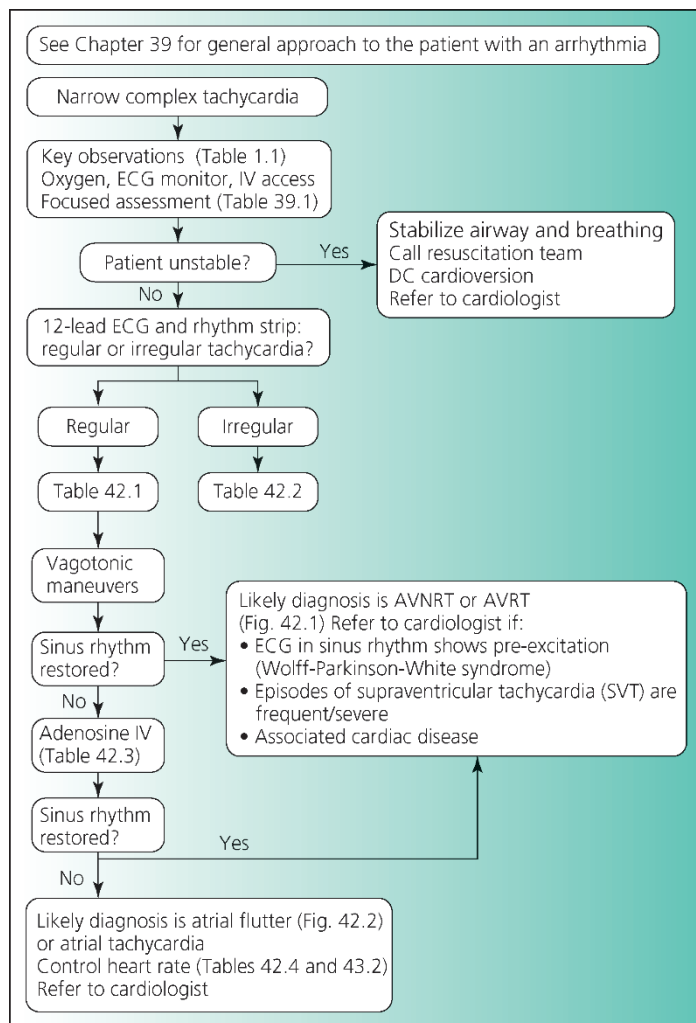 See Chapter 39 for general approach to the patient with an arrhythmia
Narrow complex tachycardia
Key observations (Table 1.1)
Oxygen, ECG monitor, IV access
Focused assessment (Table 39.1)
Patient unstable?
Yes
Stabilize airway and breathing
Call resuscitation team
DC cardioversion
Refer to cardiologist
No
12-lead ECG and rhythm strip:
regular or irregular tachycardia?
Regular
Irregular
Table 42.1
Table 42.2
Vagotonic
maneuvers
Sinus rhythm
restored?
Yes
Likely diagnosis is AVNRT or AVRT
(Fig. 42.1) Refer to cardiologist if:
• ECG in sinus rhythm shows pre-excitation
(Wolff-Parkinson-White syndrome)
• Episodes of supraventricular tachycardia (SVT) are
frequent/severe
• Associated cardiac disease
No
Adenosine IV
(Table 42.3)
Sinus rhythm
restored?
Yes
No
Likely diagnosis is atrial flutter (Fig. 42.2)
or atrial tachycardia
Control heart rate (Tables 42.4 and 43.2)
Refer to cardiologist